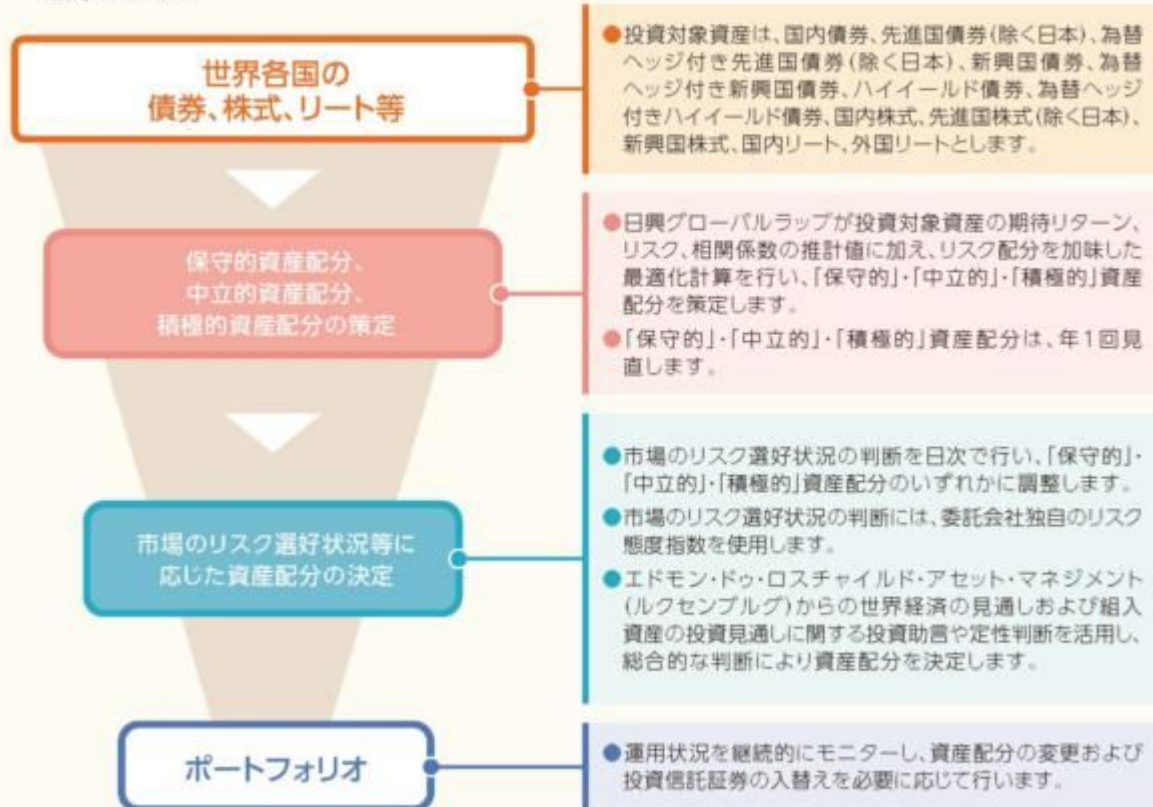 世界各国の
債券、株式、リート等
●投資対象資産は、国内債券、先進国債券(除く日本)、為替
ヘッジ付き先進国債券(除く日本)、新興国債券、為替
ヘッジ付き新興国債券、ハイイールド債券、為替ヘッジ
付きハイイールド債券、国内株式、先進国株式(除く日本)、
新興国株式、国内リート、外国リートとします。
保守的資産配分、
中立的資産配分、
積極的資産配分の策定
●日興グローバルラップが投資対象資産の期待リターン、
リスク、相関係数の推計値に加え、リスク配分を加味した
最適化計算を行い、「保守的」・「中立的」・「積極的」資産
配分を策定します。
●「保守的」・「中立的」・「積極的」資産配分は、年1回見
直します。
市場のリスク選好状況等に
応じた資産配分の決定
●市場のリスク選好状況の判断を日次で行い、「保守的」・
「中立的」・「積極的」資産配分のいずれかに調整します。
●市場のリスク選好状況の判断には、委託会社独自のリスク
態度指数を使用します。
●エドモン・ドゥ・ロスチャイルド・アセット・マネジメント
(ルクセンブルグ)からの世界経済の見通しおよび組入
資産の投資見通しに関する投資助言や定性判断を活用し、
総合的な判断により資産配分を決定します。
ポートフォリオ
●運用状況を継続的にモニターし、資産配分の変更および
投資信託証券の入替えを必要に応じて行います。